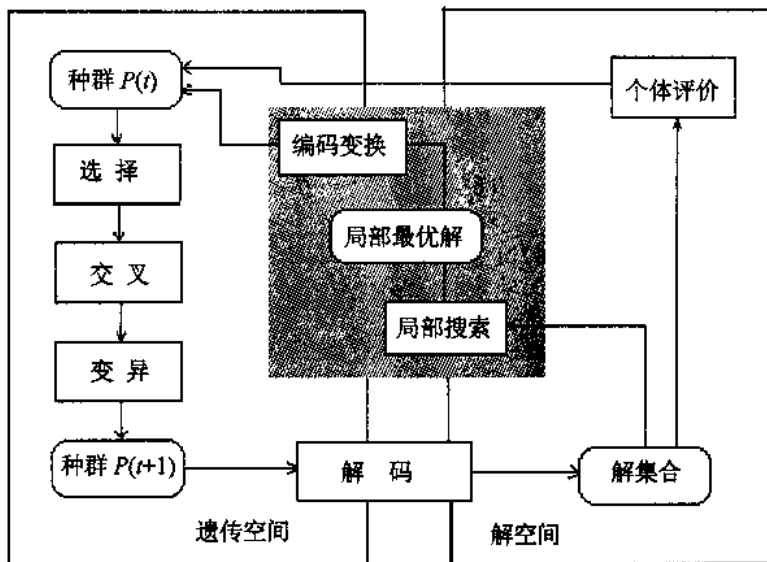 种群 P(t)
个体评价
编码变换
选 择
局部最优解
交 叉
局部搜索
变 异
种群 P(t+1)
解 码
解集合
遗传空间
解空间